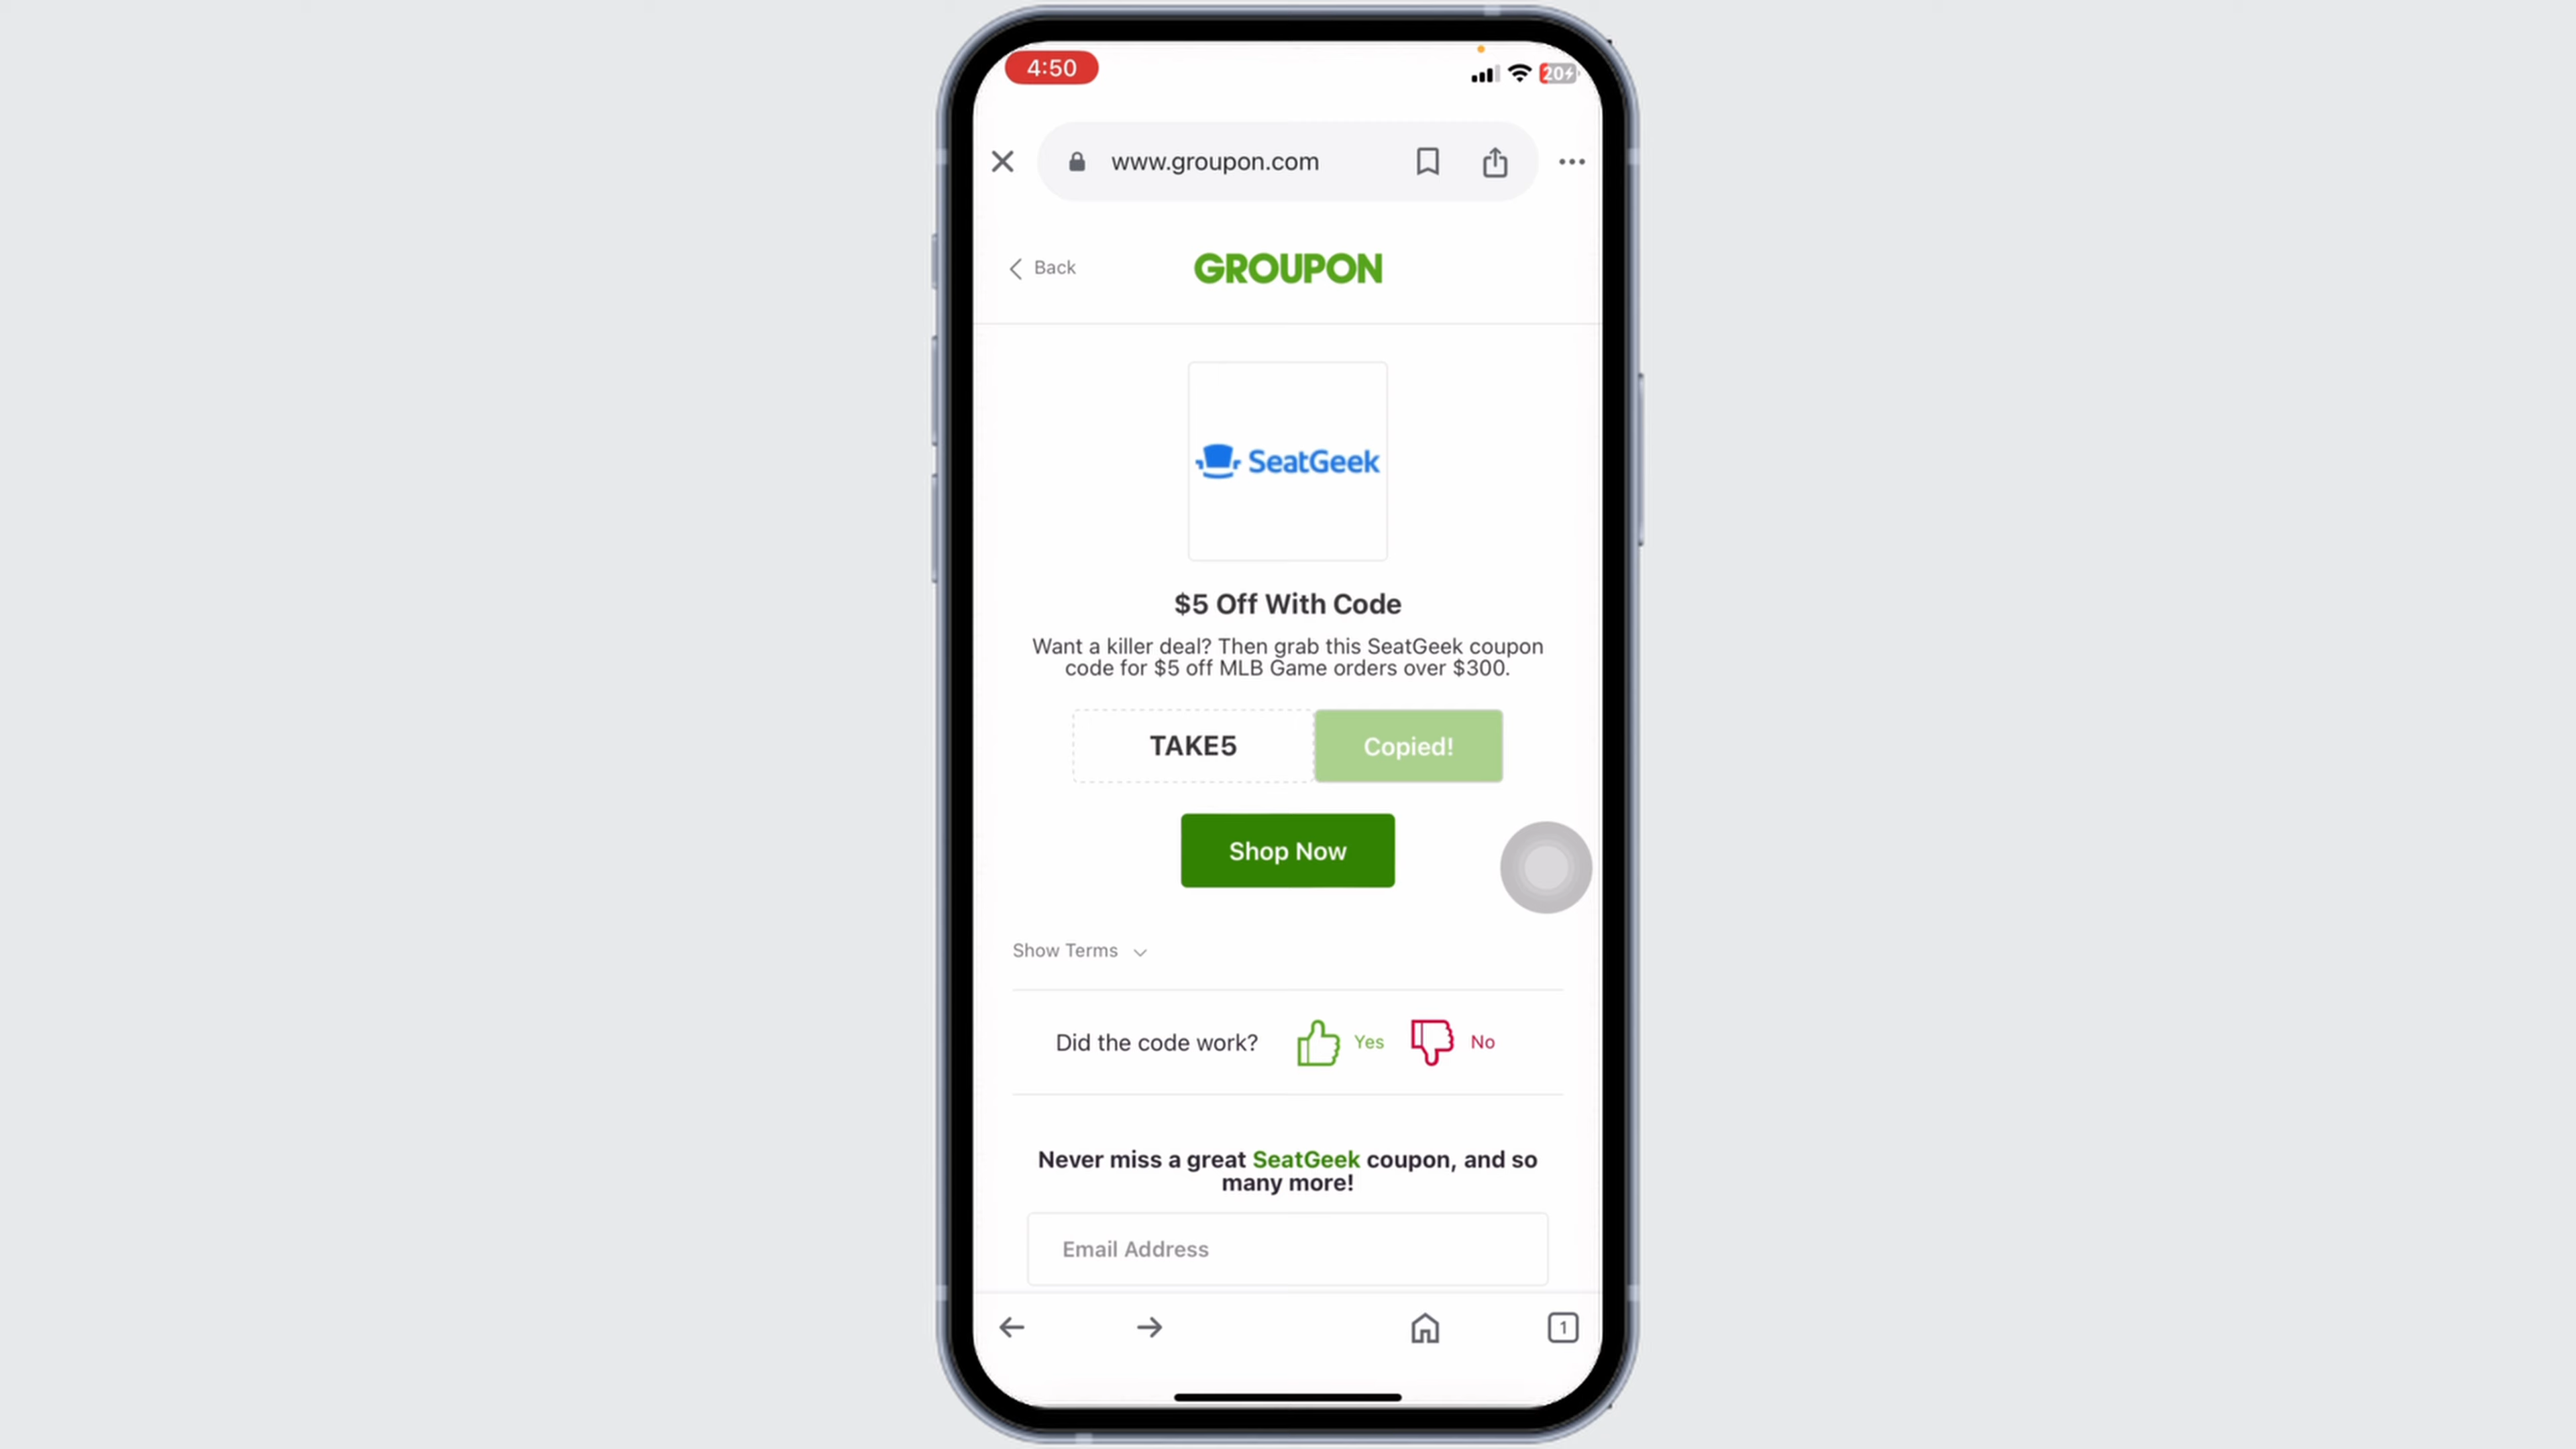 4:50
20
www.groupon.com
Back
GROUPON
SeatGeek
$5 Off With Code
Want a killer deal? Then grab this SeatGeek coupon
code for $5 off MLB Game orders over $300.
TAKE5
Copied!
Shop Now
Show Terms
Did the code work?
Yes
No
Never miss a great SeatGeek coupon, and so
many more!
Email Address
1